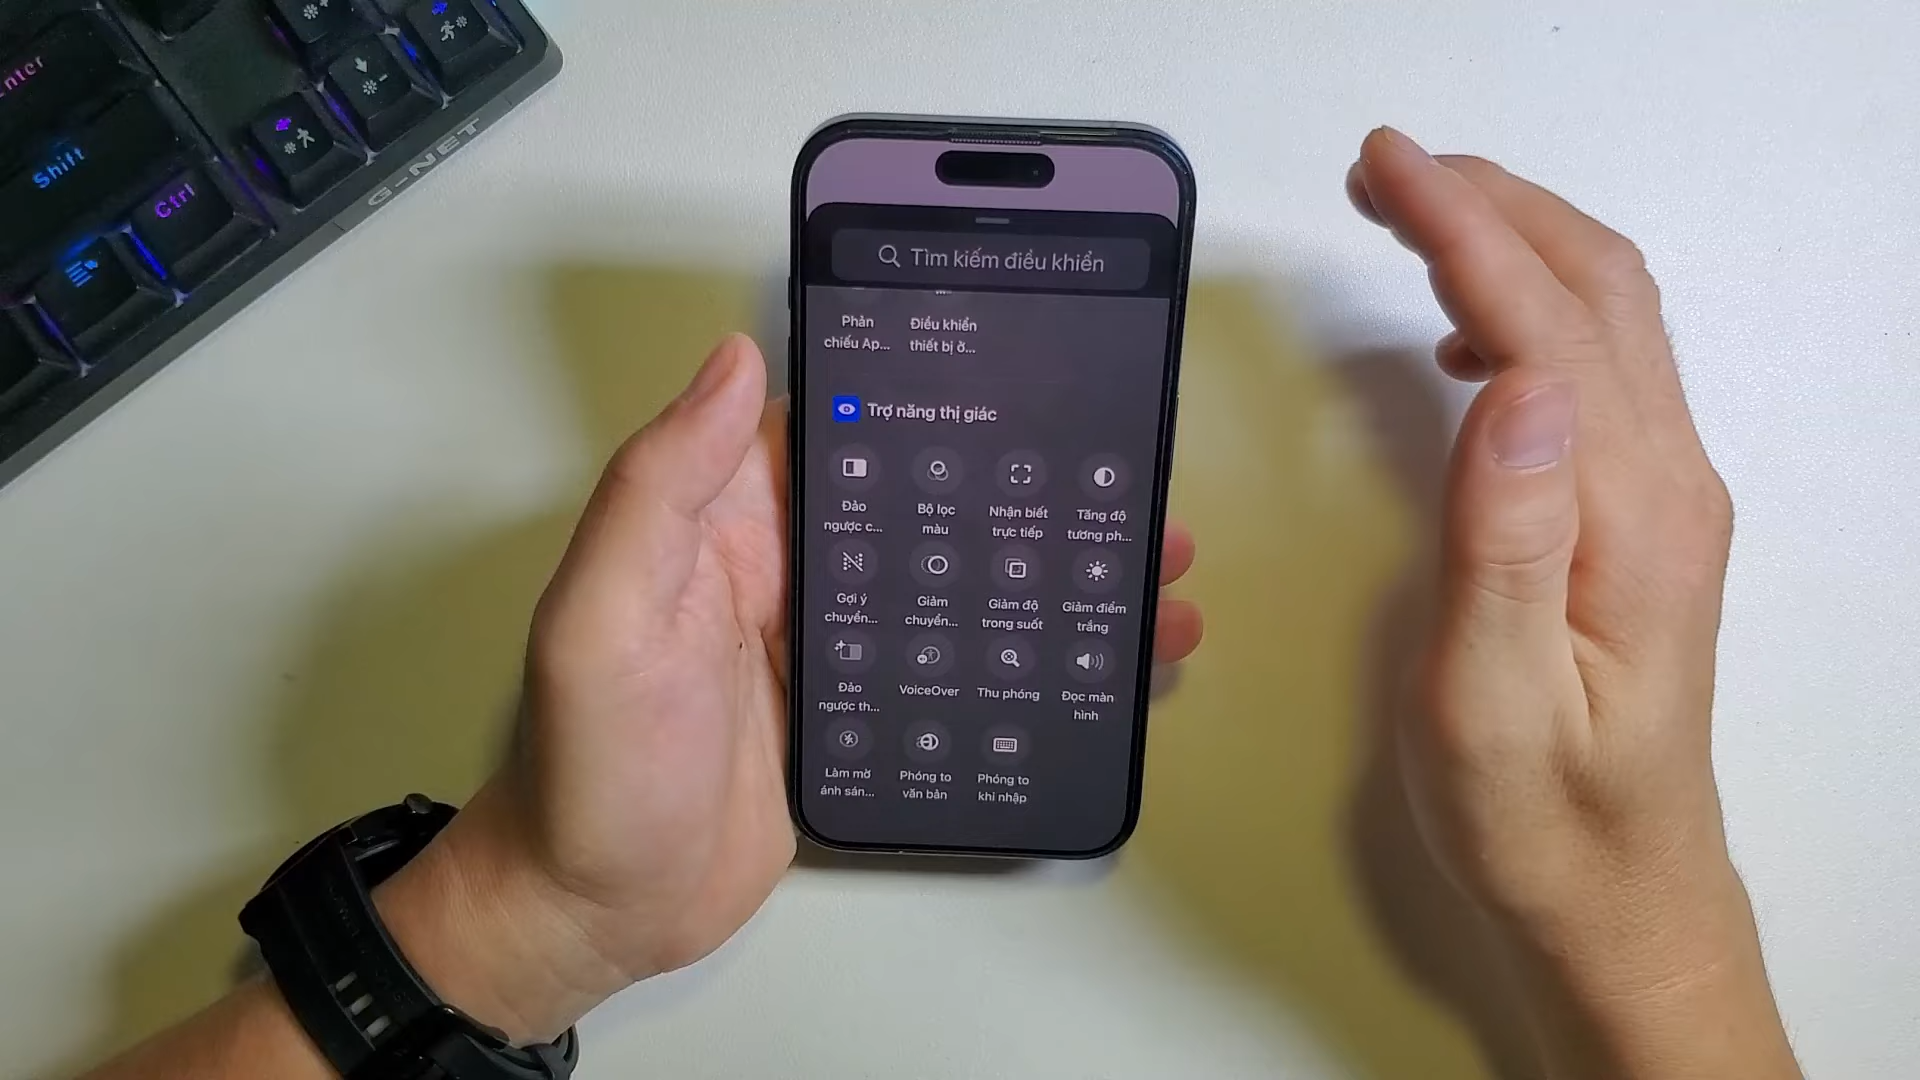 Enter
Shift
Ctrl
G-NET
Tìm kiếm điều khiển
Phản
chiếu Ap...
Điều khiển
thiết bị ở...
Trợ năng thị giác
Đảo
ngược c...
Bộ lọc
màu
Nhận biết
trực tiếp
Tăng độ
tương ph...
Gợi ý
chuyển...
Giảm
chuyển...
Giảm độ
trong suốt
Giảm điểm
trắng
Đảo
ngược th...
VoiceOver
Thu phóng
Đọc màn
hình
Làm mờ
ánh sán...
Phóng to
văn bản
Phóng to
khi nhập